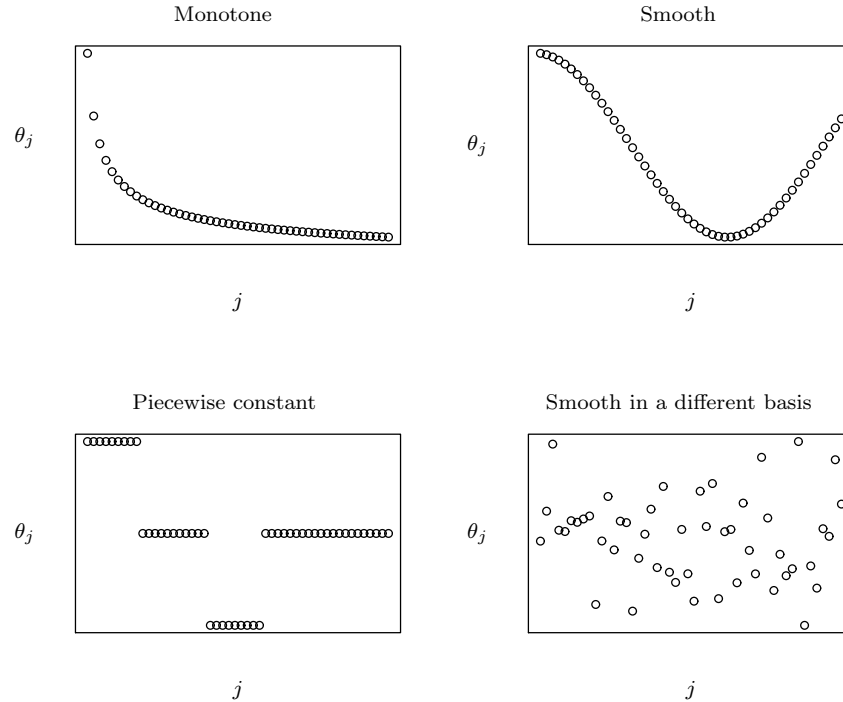 Monotone
θ_j
j
Smooth
θ_j
j
Piecewise constant
θ_j
j
Smooth in a different basis
θ_j
j